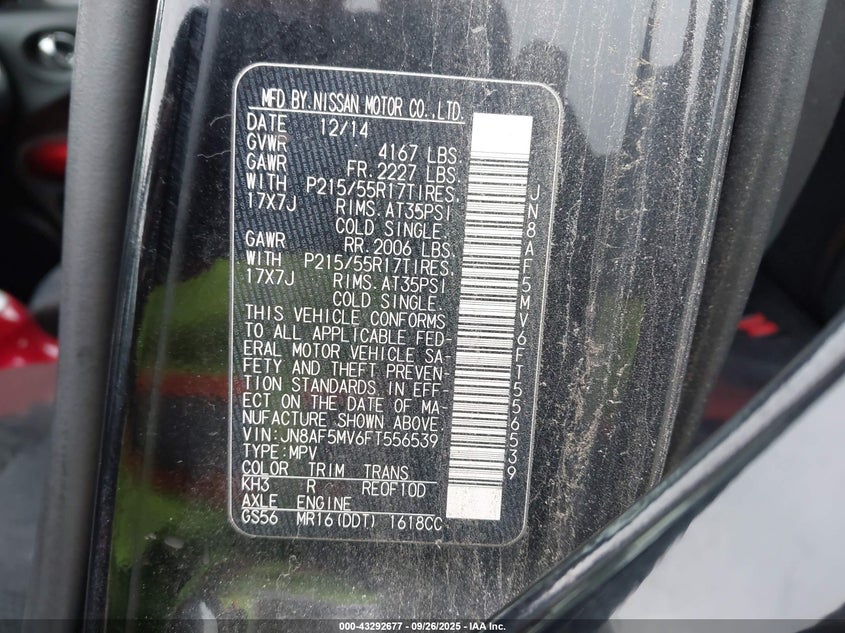 MFD BY NISSAN MOTOR CO.,LTD.
DATE 12/14
GVWR 4167 LBS.
GAWR FR. 2227 LBS.
WITH P215/55R17TIRES,
17X7J RIMS. AT35PSI
COLD SINGLE.
GAWR RR. 2006 LBS.
WITH P215/55R17TIRES,
17X7J RIMS. AT35PSI
COLD SINGLE.
THIS VEHICLE CONFORMS
TO ALL APPLICABLE FED-
ERAL MOTOR VEHICLE SA-
FETY AND THEFT PREVEN-
TION STANDARDS IN EFF-
ECT ON THE DATE OF MA-
NUFACTURE SHOWN ABOVE.
VIN:JN8AF5MV6FT556539
TYPE:MPV
COLOR TRIM TRANS
KH3 R RE0F10D
AXLE ENGINE
GS56 MR16(DDT) 1618CC
JN8AF5MV6FT556539
000-43292677 - 09/26/2025 - IAA Inc.